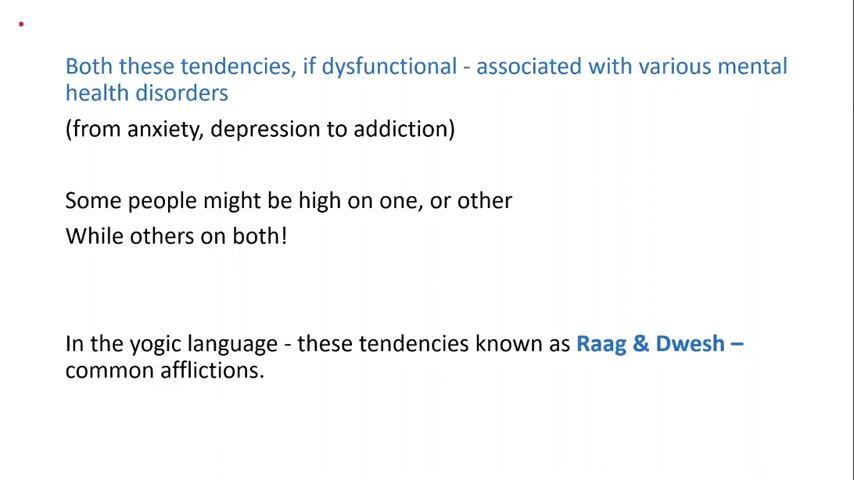 Both these tendencies, if dysfunctional - associated with various mental
health disorders
(from anxiety, depression to addiction)
Some people might be high on one, or other
While others on both!
In the yogic language - these tendencies known as Raag & Dwesh –
common afflictions.